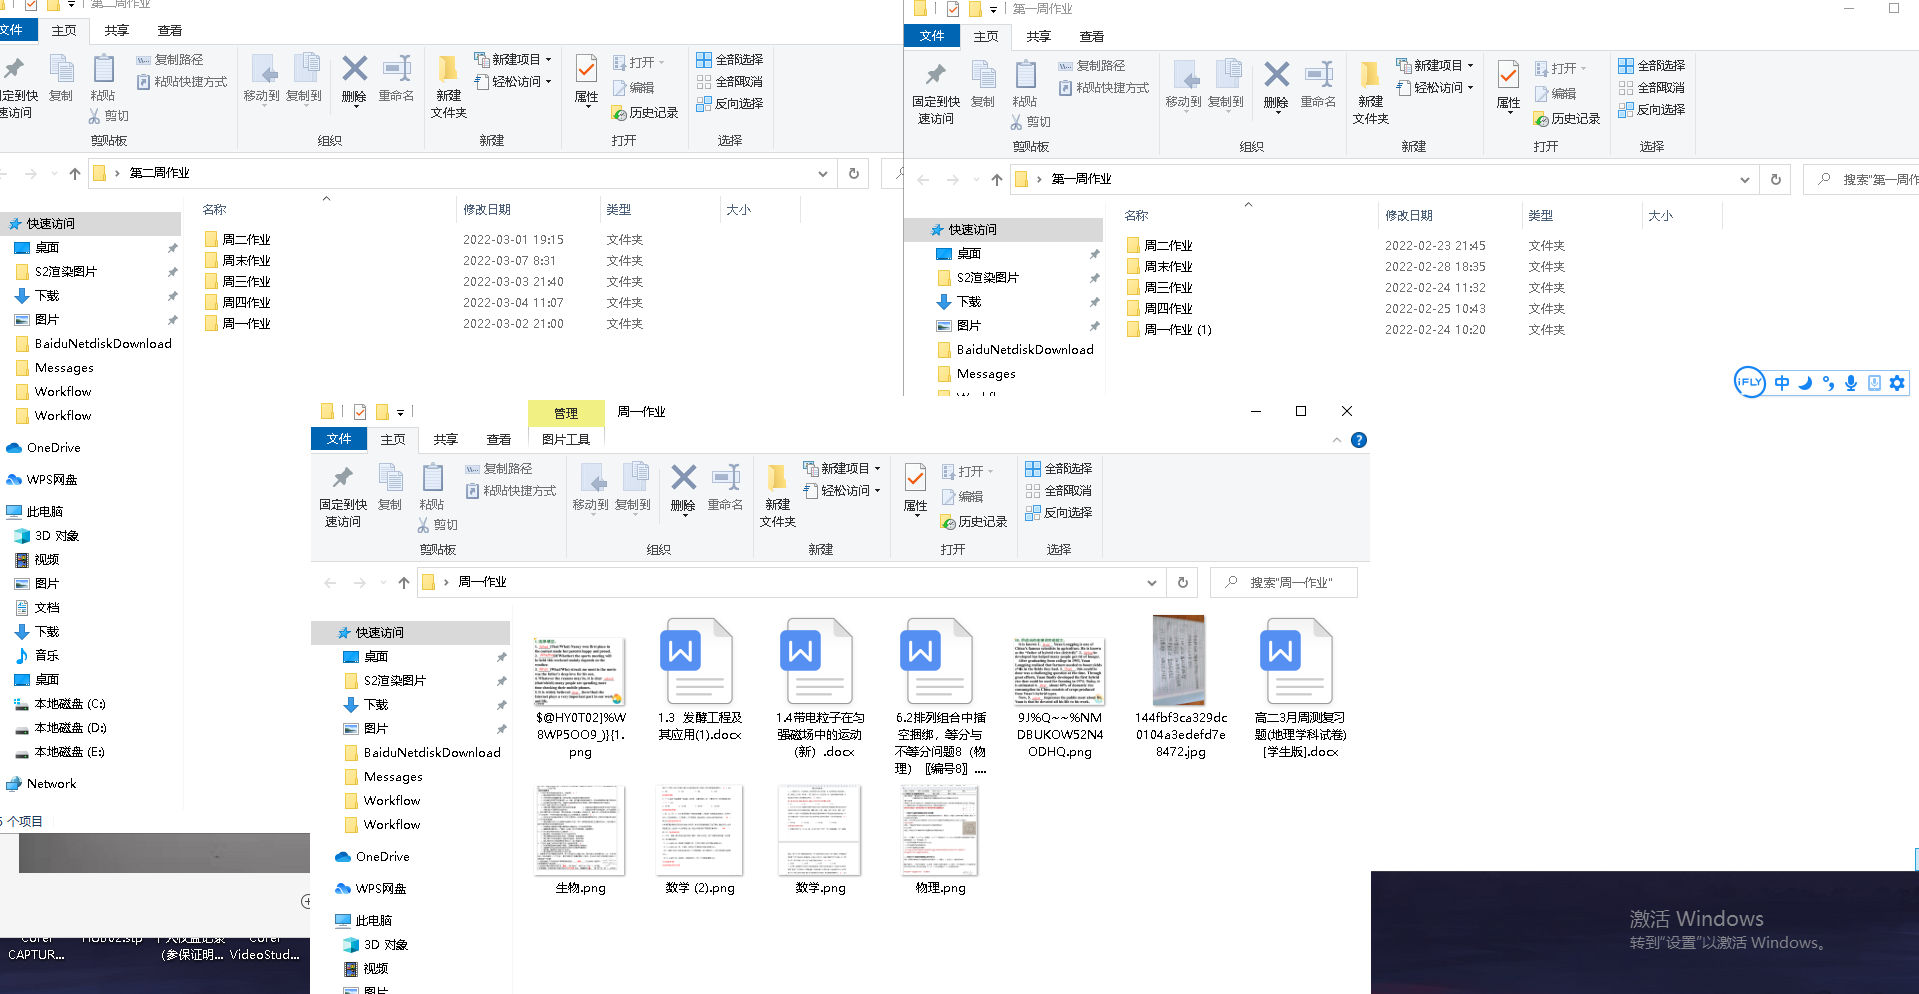 第二周作业
文件 主页 共享 查看
固定到快速访问 复制 粘贴 复制路径 粘贴快捷方式 剪切
移动到 复制到 删除 重命名
新建文件夹 新建项目 轻松访问
属性 打开 编辑 历史记录
全部选择 全部取消 反向选择
剪贴板 组织 新建 打开 选择
第二周作业
名称 修改日期 类型 大小
周二作业 2022-03-01 19:15 文件夹
周末作业 2022-03-07 8:31 文件夹
周三作业 2022-03-03 21:40 文件夹
周四作业 2022-03-04 11:07 文件夹
周一作业 2022-03-02 21:00 文件夹
快速访问
桌面
S2渲染图片
下载
图片
BaiduNetdiskDownload
Messages
Workflow
Workflow
OneDrive
WPS网盘
此电脑
3D 对象
视频
图片
文档
下载
音乐
桌面
本地磁盘 (C:)
本地磁盘 (D:)
本地磁盘 (E:)
Network
5 个项目
第一周作业
文件 主页 共享 查看
固定到快速访问 复制 粘贴 复制路径 粘贴快捷方式 剪切
移动到 复制到 删除 重命名
新建文件夹 新建项目 轻松访问
属性 打开 编辑 历史记录
全部选择 全部取消 反向选择
剪贴板 组织 新建 打开 选择
第一周作业 搜索"第一周作
名称 修改日期 类型 大小
周二作业 2022-02-23 21:45 文件夹
周末作业 2022-02-28 18:35 文件夹
周三作业 2022-02-24 11:32 文件夹
周四作业 2022-02-25 10:43 文件夹
周一作业 (1) 2022-02-24 10:20 文件夹
快速访问
桌面
S2渲染图片
下载
图片
BaiduNetdiskDownload
Messages
iFLY 中
管理 周一作业
文件 主页 共享 查看 图片工具
固定到快速访问 复制 粘贴 复制路径 粘贴快捷方式 剪切
移动到 复制到 删除 重命名
新建文件夹 新建项目 轻松访问
属性 打开 编辑 历史记录
全部选择 全部取消 反向选择
剪贴板 组织 新建 打开 选择
周一作业 搜索"周一作业"
快速访问
桌面
S2渲染图片
下载
图片
BaiduNetdiskDownload
Messages
Workflow
Workflow
OneDrive
WPS网盘
此电脑
3D 对象
视频
图片
$@HY0T02]%W8WP5OO9_)}{1.png
1.3 发酵工程及其应用(1).docx
1.4带电粒子在匀强磁场中的运动（新）.docx
6.2排列组合中插空捆绑，等分与不等分问题8（物理）〖编号8〗....
9J%Q~~%NMDBUKOW52N4ODHQ.png
144fbf3ca329dc0104a3edefd7e8472.jpg
高二3月周测复习题(地理学科试卷)[学生版].docx
生物.png
数学 (2).png
数学.png
物理.png
CAPTUR...
(参保证明...
VideoStud...
激活 Windows
转到"设置"以激活 Windows。